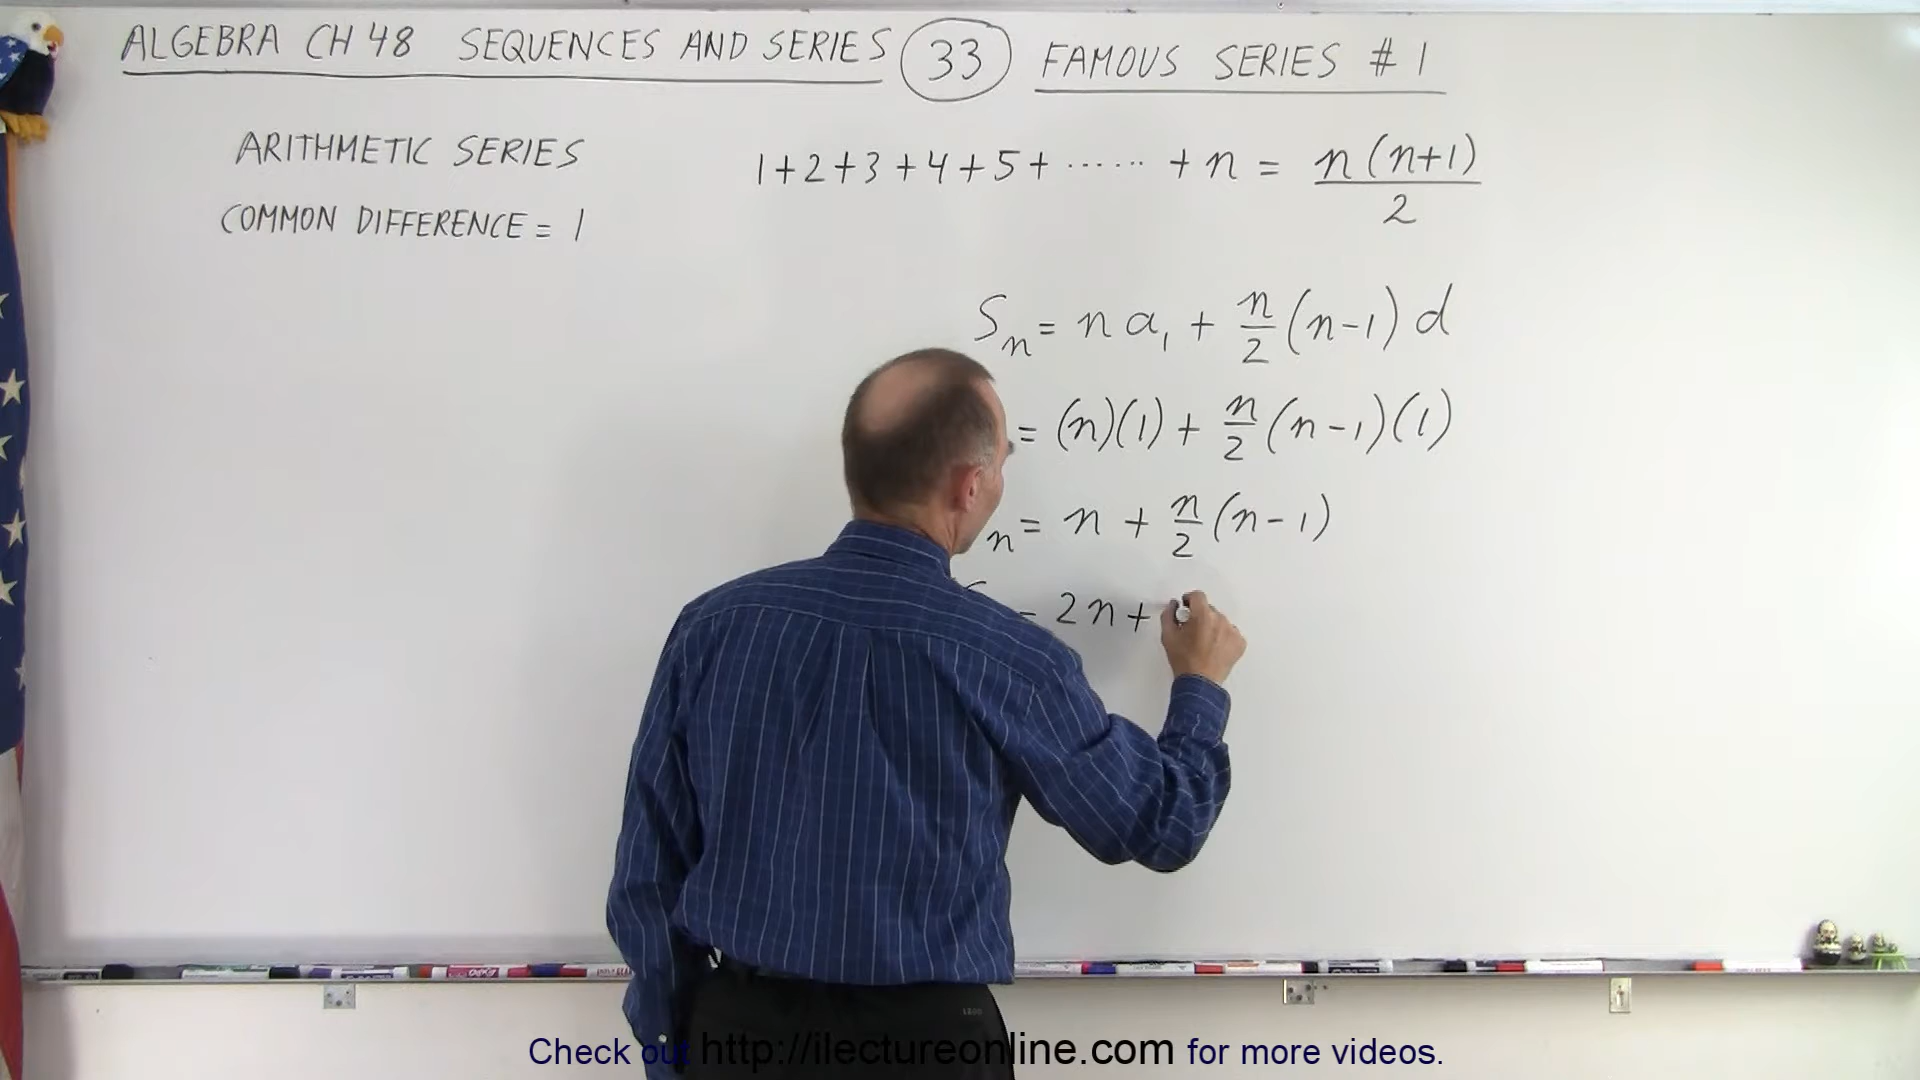 ALGEBRA CH 48 SEQUENCES AND SERIES 33 FAMOUS SERIES # 1
ARITHMETIC SERIES
1+2+3+4+5+ ...... + n = n(n+1)/2
COMMON DIFFERENCE = 1
Sₙ = n a₁ + n/2 (n-1) d
= (n)(1) + n/2 (n-1)(1)
n = n + n/2 (n-1)
= 2n +
Check out http://ilectureonline.com for more videos.